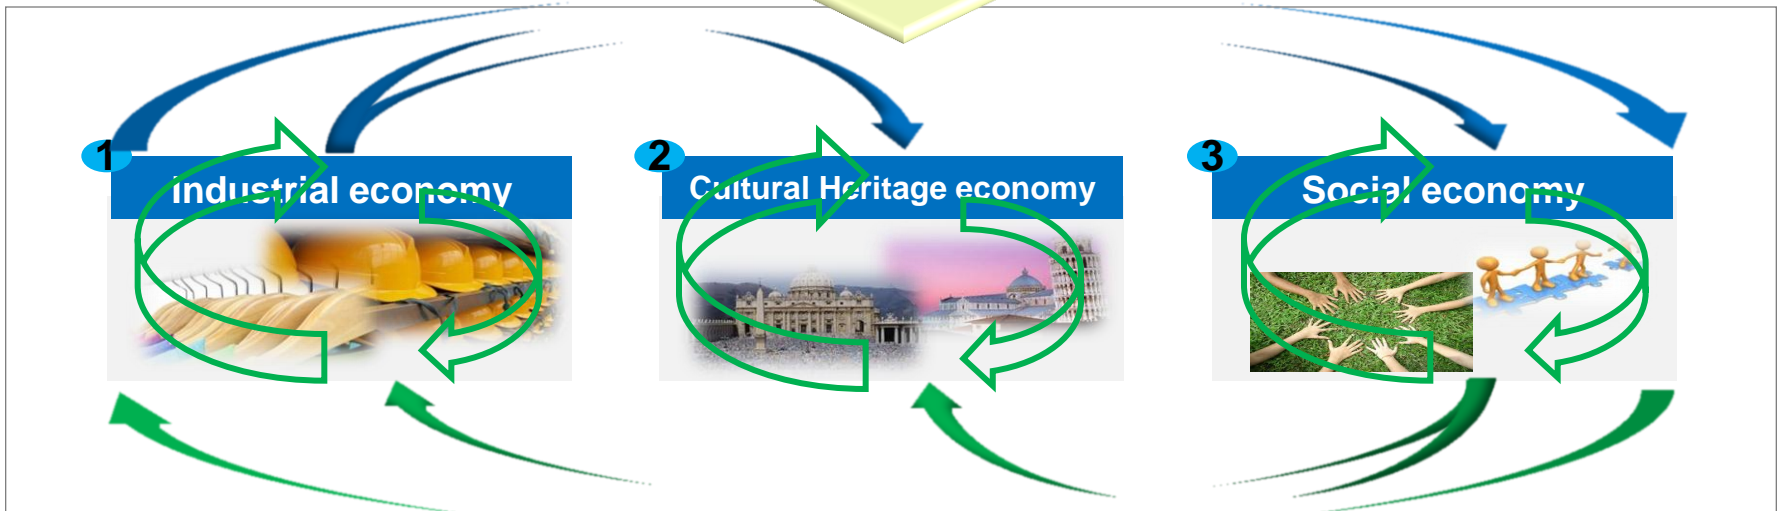 1
Industrial economy
2
Cultural Heritage economy
3
Social economy